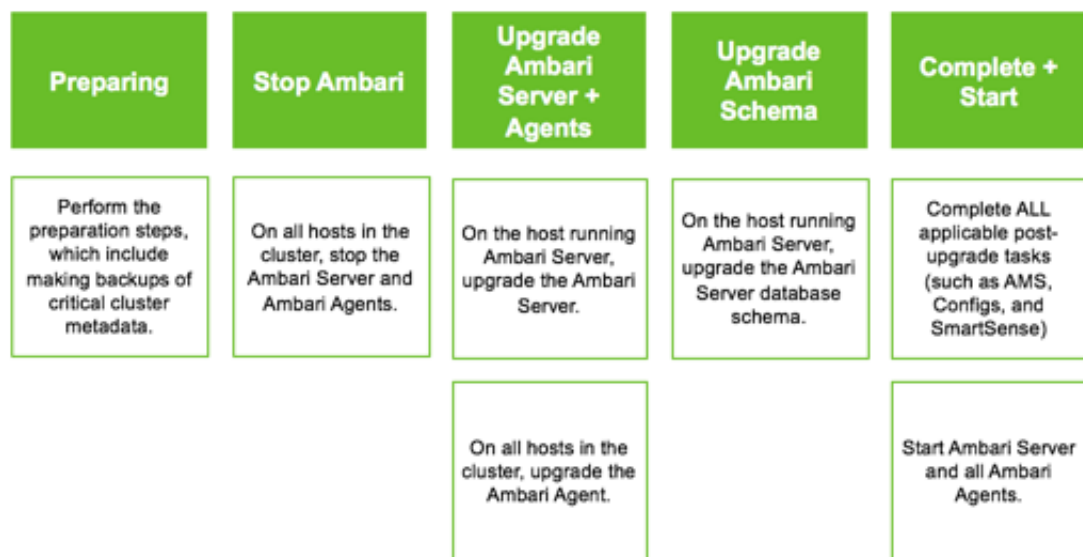 Preparing
Stop Ambari
Upgrade
Ambari
Server +
Agents
Upgrade
Ambari
Schema
Complete +
Start
Perform the
preparation steps,
which include
making backups of
critical cluster
metadata.
On all hosts in the
cluster, stop the
Ambari Server and
Ambari Agents.
On the host running
Ambari Server,
upgrade the Ambari
Server.
On the host running
Ambari Server,
upgrade the Ambari
Server database
schema.
Complete ALL
applicable post-
upgrade tasks
(such as AMS,
Configs, and
SmartSense)
On all hosts in the
cluster, upgrade the
Ambari Agent.
Start Ambari Server
and all Ambari
Agents.